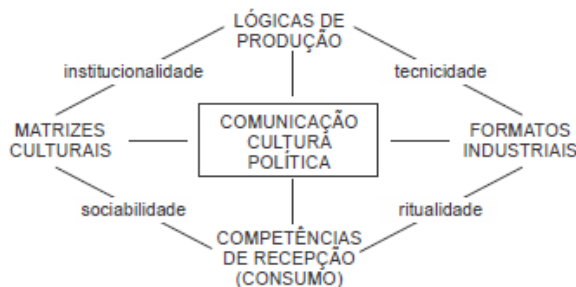 LÓGICAS DE
PRODUÇÃO
institucionalidade
tecnicidade
MATRIZES
CULTURAIS
COMUNICAÇÃO
CULTURA
POLÍTICA
FORMATOS
INDUSTRIAIS
sociabilidade
ritualidade
COMPETÊNCIAS
DE RECEPÇÃO
(CONSUMO)